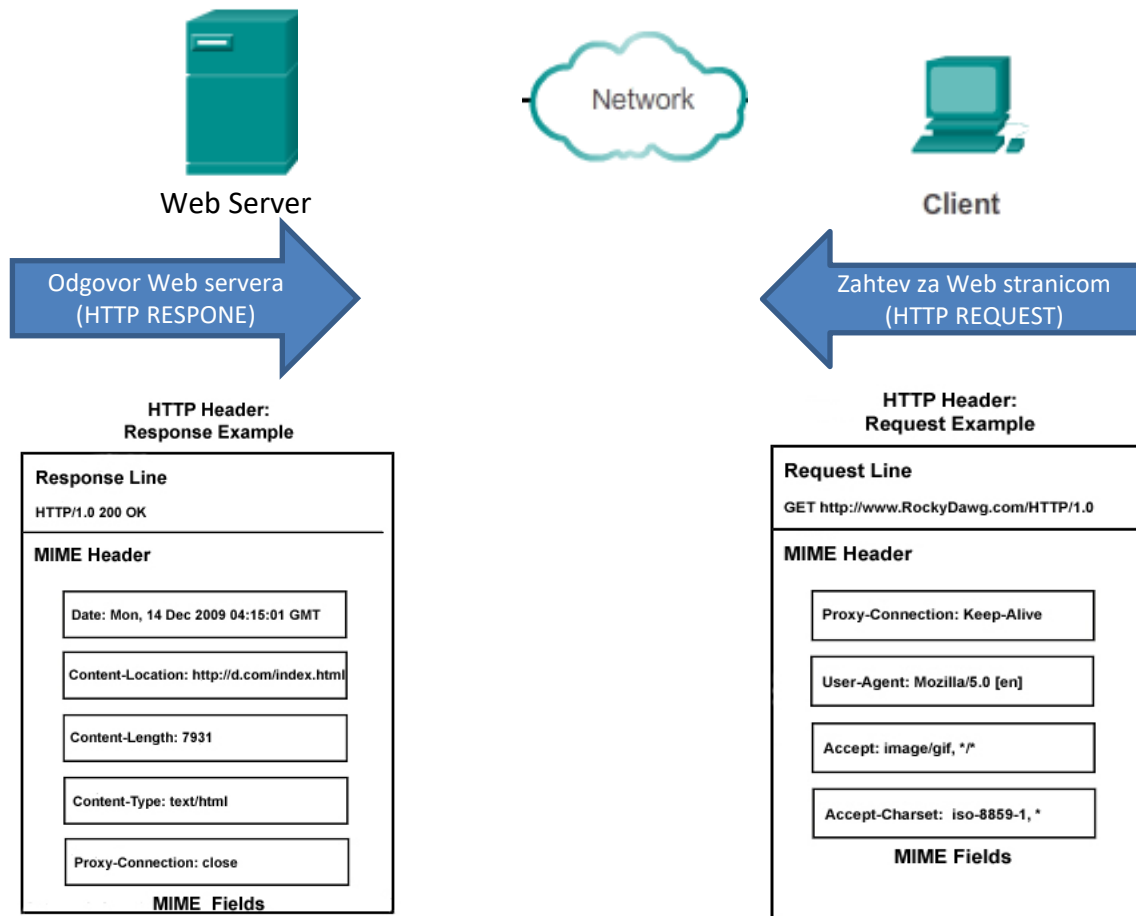 Network
Web Server
Client
Odgovor Web servera
(HTTP RESPONE)
Zahtev za Web stranicom
(HTTP REQUEST)
HTTP Header:
Response Example
Response Line
HTTP/1.0 200 OK
MIME Header
Date: Mon, 14 Dec 2009 04:15:01 GMT
Content-Location: http://d.com/index.html
Content-Length: 7931
Content-Type: text/html
Proxy-Connection: close
MIME Fields
HTTP Header:
Request Example
Request Line
GET http://www.RockyDawg.com/HTTP/1.0
MIME Header
Proxy-Connection: Keep-Alive
User-Agent: Mozilla/5.0 [en]
Accept: image/gif, */*
Accept-Charset: iso-8859-1, *
MIME Fields